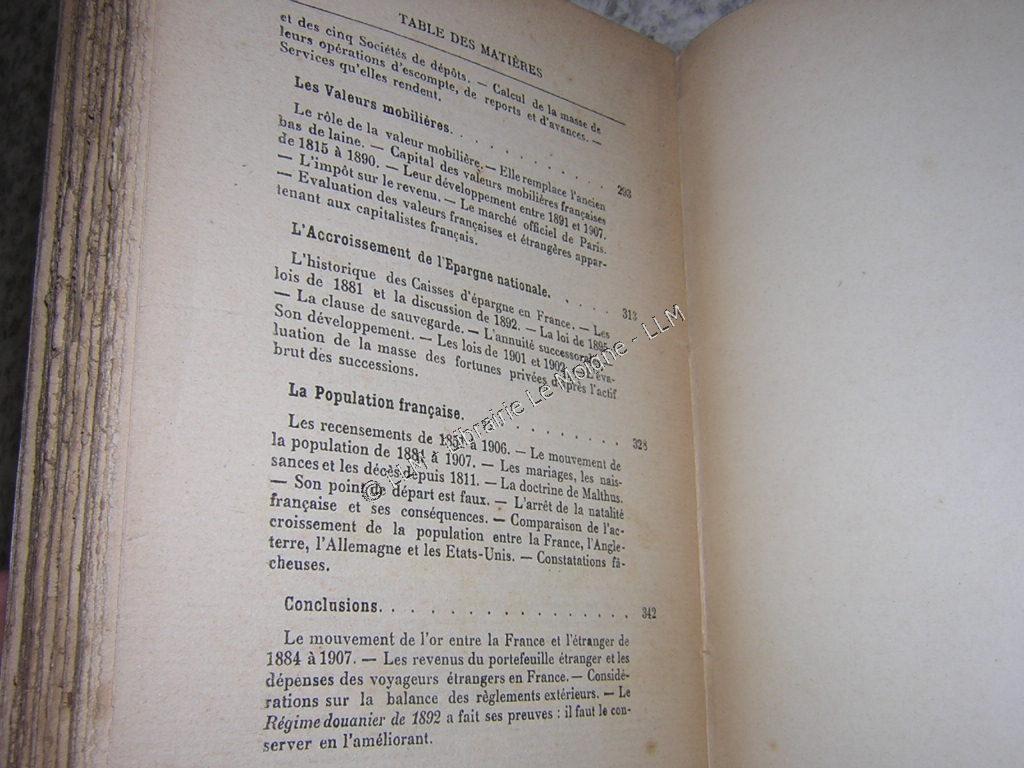 TABLE DES MATIÈRES
et des cinq Sociétés de dépôts. — Calcul de la masse de
leurs opérations d'escompte, de reports et d'avances. —
Services qu'elles rendent.
Les Valeurs mobilières. . . . . . . . . . . 293
Le rôle de la valeur mobilière. — Elle remplace l'ancien
bas de laine. — Capital des valeurs mobilières françaises
de 1815 à 1890. — Leur développement entre 1891 et 1907.
— L'impôt sur le revenu. — Le marché officiel de Paris.
— Evaluation des valeurs françaises et étrangères appar-
tenant aux capitalistes français.
L'Accroissement de l'Epargne nationale. . . . . 313
L'historique des Caisses d'épargne en France. — Les
lois de 1881 et la discussion de 1892. — La loi de 1895.
— La clause de sauvegarde. — L'annuité successorale.
Son développement. — Les lois de 1901 et 1902. — L'éva-
luation de la masse des fortunes privées d'après l'actif
brut des successions.
La Population française. . . . . . . . . . . 328
Les recensements de 1851 à 1906. — Le mouvement de
la population de 1881 à 1907. — Les mariages, les nais-
sances et les décès depuis 1811. — La doctrine de Malthus.
— Son point de départ est faux. — L'arrêt de la natalité
française et ses conséquences. — Comparaison de l'ac-
croissement de la population entre la France, l'Angle-
terre, l'Allemagne et les Etats-Unis. — Constatations fâ-
cheuses.
Conclusions. . . . . . . . . . . . . . . . 342
Le mouvement de l'or entre la France et l'étranger de
1884 à 1907. — Les revenus du portefeuille étranger et les
dépenses des voyageurs étrangers en France. — Considé-
rations sur la balance des règlements extérieurs. — Le
Régime douanier de 1892 a fait ses preuves : il faut le con-
server en l'améliorant.
© LLM - Librairie Le Moigne - LLM